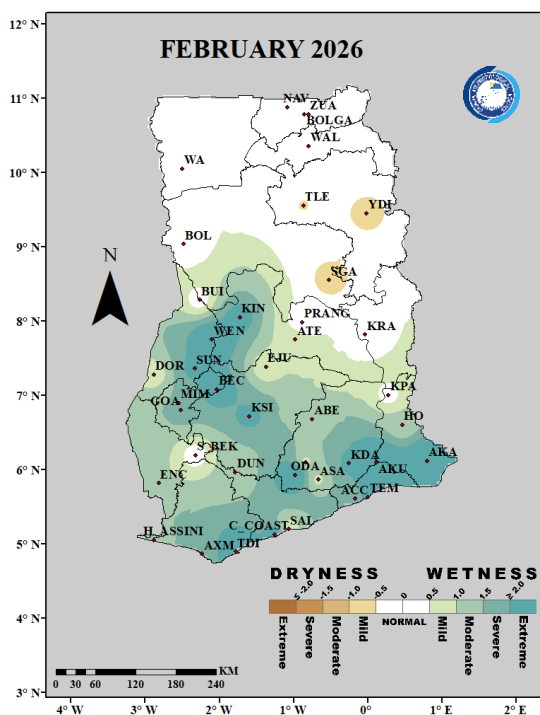 FEBRUARY 2026
12° N
11° N
10° N
9° N
8° N
7° N
6° N
5° N
4° N
3° N
N
NAV
ZUA
BOLGA
WAL
WA
TLE
YDI
BOL
SGA
BUI
KIN
PRANG
WEN
ATE
KRA
SUN
EJU
DOR
BEC
KPA
GOA
MIM
KSI
ABE
HO
S_BEK
KDA
AKA
DUN
ODA
ASA
AKU
ENC
ACC
TEM
C_COAST
SAL
H_ASSINI
AXM
TDI
DRYNESS WETNESS
≤ -2.0 -1.5 -1.0 -0.5 0 0.5 1.0 1.5 ≥ 2.0
Extreme Severe Moderate Mild NORMAL Mild Moderate Severe Extreme
KM
0 15 30 60 120 180 240
4° W 3° W 2° W 1° W 0° 1° E 2° E